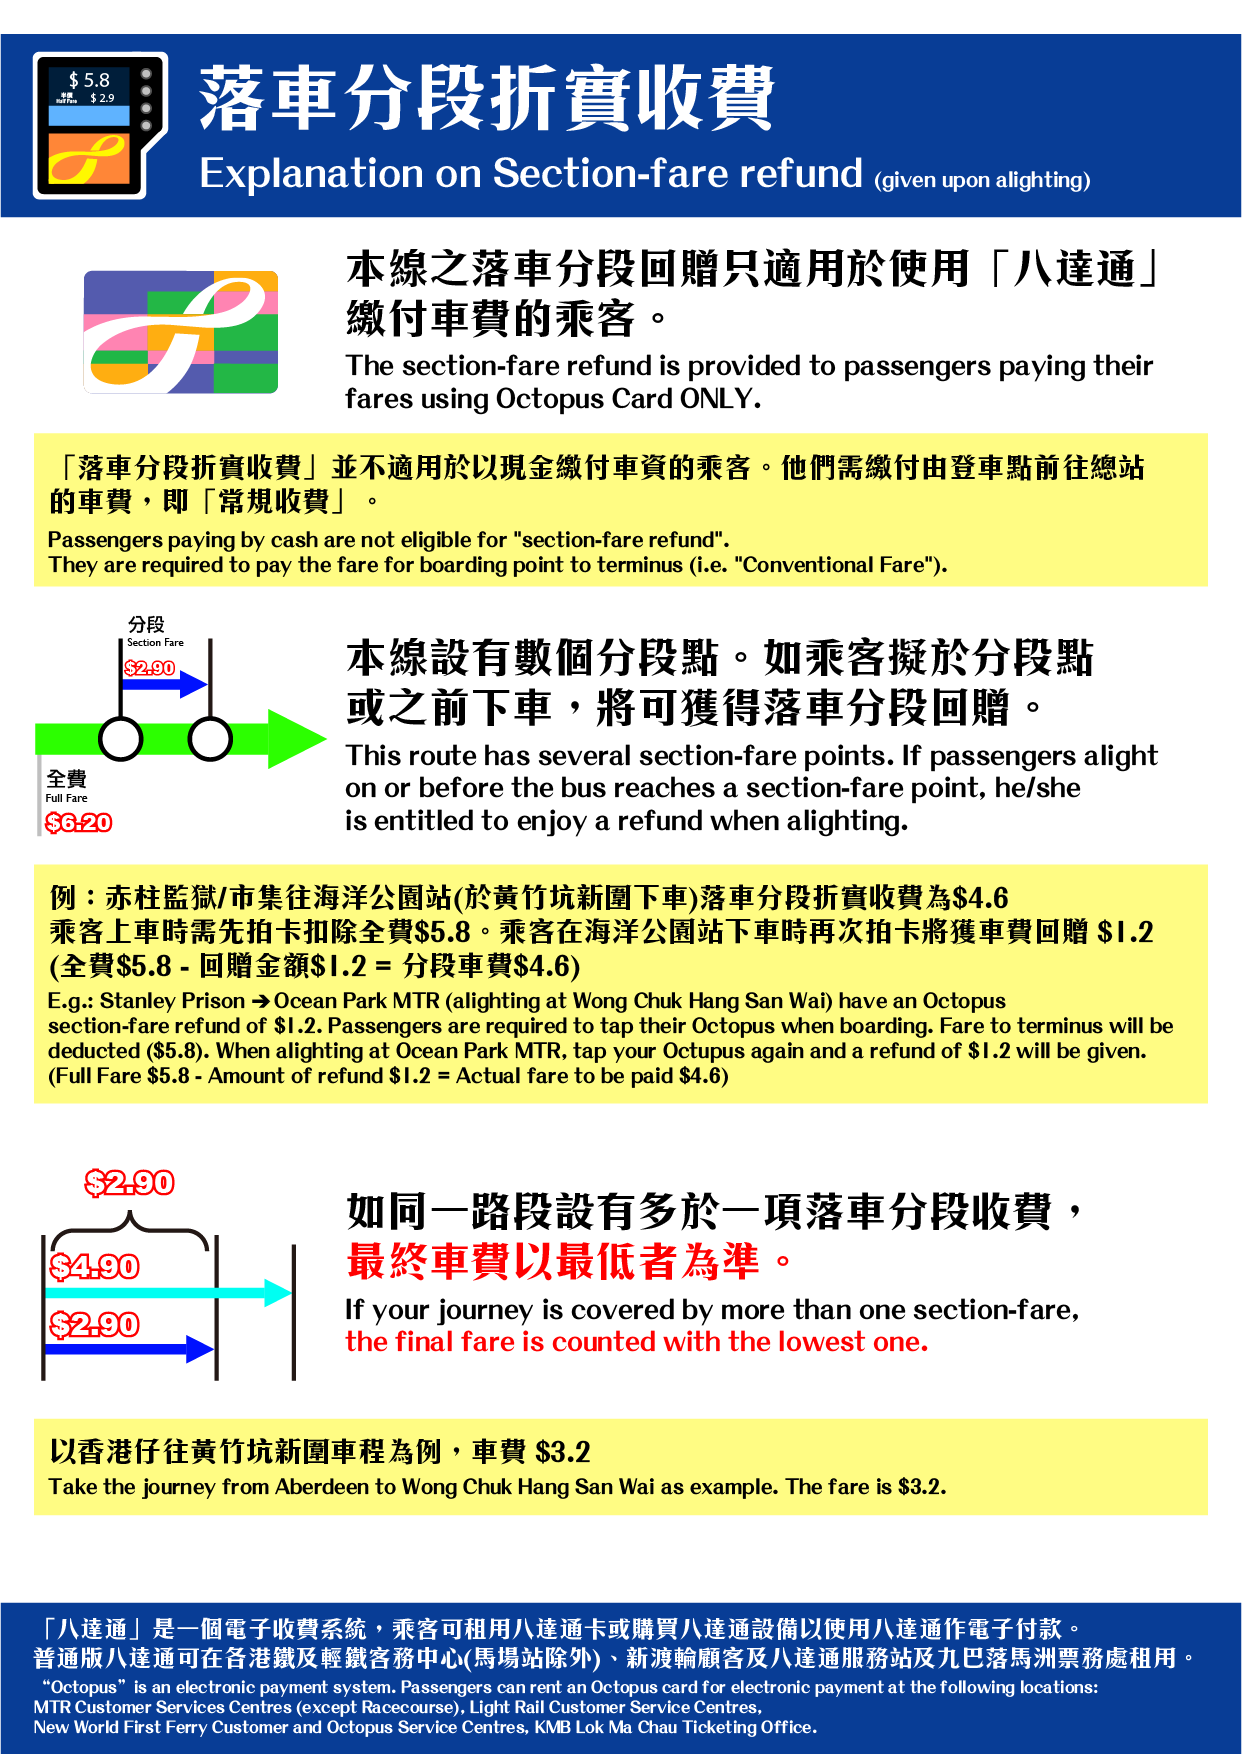 $ 5.8
半價
Half Fare
$ 2.9
落車分段折實收費
Explanation on Section-fare refund (given upon alighting)
本線之落車分段回贈只適用於使用「八達通」
繳付車費的乘客。
The section-fare refund is provided to passengers paying their
fares using Octopus Card ONLY.
「落車分段折實收費」並不適用於以現金繳付車資的乘客。他們需繳付由登車點前往總站
的車費，即「常規收費」。
Passengers paying by cash are not eligible for "section-fare refund".
They are required to pay the fare for boarding point to terminus (i.e. "Conventional Fare").
分段
Section Fare
$2.90
全費
Full Fare
$6.20
本線設有數個分段點。如乘客擬於分段點
或之前下車，將可獲得落車分段回贈。
This route has several section-fare points. If passengers alight
on or before the bus reaches a section-fare point, he/she
is entitled to enjoy a refund when alighting.
例：赤柱監獄/市集往海洋公園站(於黃竹坑新圍下車)落車分段折實收費為$4.6
乘客上車時需先拍卡扣除全費$5.8。乘客在海洋公園站下車時再次拍卡將獲車費回贈 $1.2
(全費$5.8 - 回贈金額$1.2 = 分段車費$4.6)
E.g.: Stanley Prison ➔ Ocean Park MTR (alighting at Wong Chuk Hang San Wai) have an Octopus
section-fare refund of $1.2. Passengers are required to tap their Octopus when boarding. Fare to terminus will be
deducted ($5.8). When alighting at Ocean Park MTR, tap your Octupus again and a refund of $1.2 will be given.
(Full Fare $5.8 - Amount of refund $1.2 = Actual fare to be paid $4.6)
$2.90
$4.90
$2.90
如同一路段設有多於一項落車分段收費，
最終車費以最低者為準。
If your journey is covered by more than one section-fare,
the final fare is counted with the lowest one.
以香港仔往黃竹坑新圍車程為例，車費 $3.2
Take the journey from Aberdeen to Wong Chuk Hang San Wai as example. The fare is $3.2.
「八達通」是一個電子收費系統，乘客可租用八達通卡或購買八達通設備以使用八達通作電子付款。
普通版八達通可在各港鐵及輕鐵客務中心(馬場站除外)、新渡輪顧客及八達通服務站及九巴落馬洲票務處租用。
“Octopus” is an electronic payment system. Passengers can rent an Octopus card for electronic payment at the following locations:
MTR Customer Services Centres (except Racecourse), Light Rail Customer Service Centres,
New World First Ferry Customer and Octopus Service Centres, KMB Lok Ma Chau Ticketing Office.